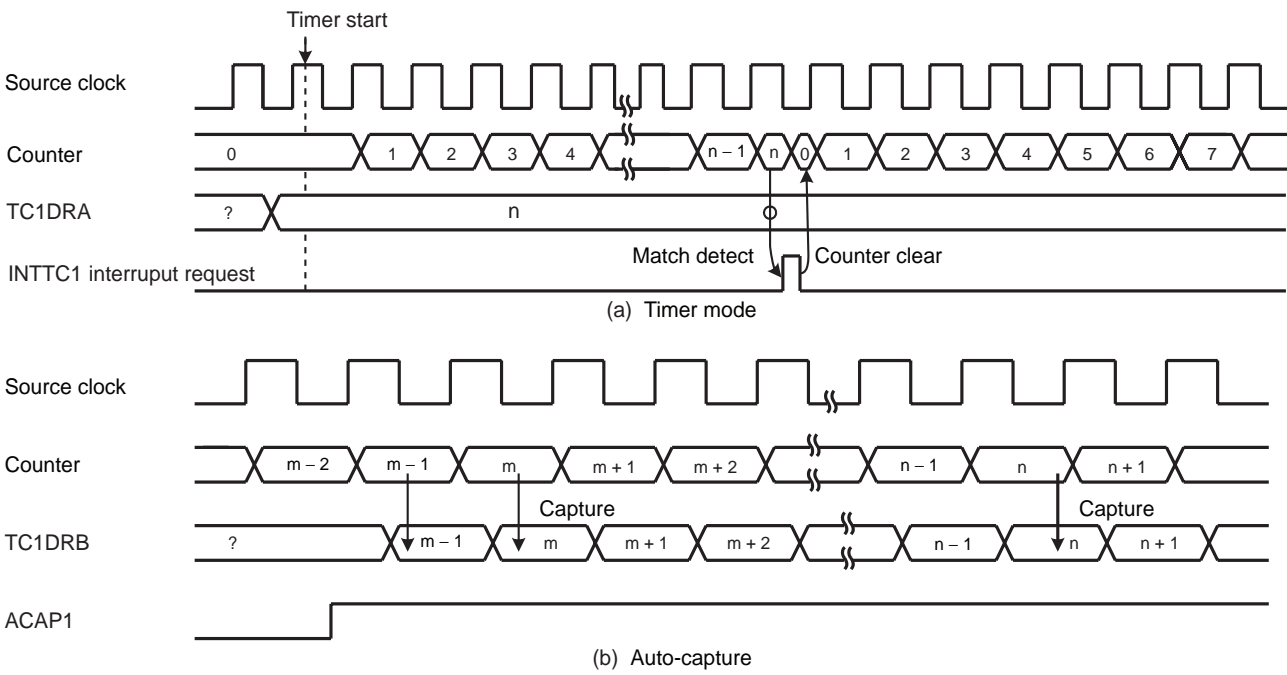 Timer start
Source clock
Counter 0 1 2 3 4 n – 1 n 0 1 2 3 4 5 6 7
TC1DRA ? n
Match detect Counter clear
INTTC1 interruput request
(a) Timer mode
Source clock
Counter m – 2 m – 1 m m + 1 m + 2 n – 1 n n + 1
Capture Capture
TC1DRB ? m – 1 m m + 1 m + 2 n – 1 n n + 1
ACAP1
(b) Auto-capture